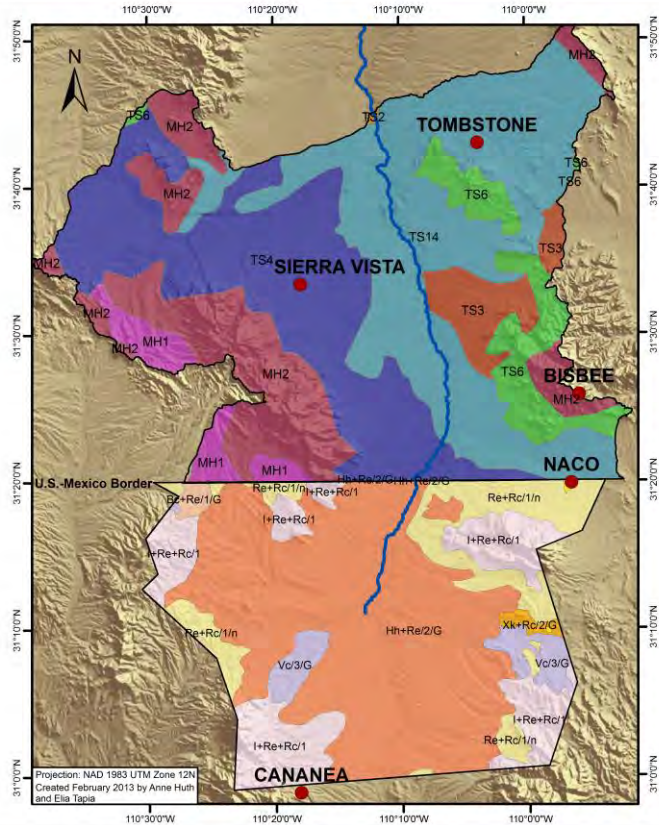 110°30'0"W 110°20'0"W 110°10'0"W 110°0'0"W
31°50'0"N
31°50'0"N
N
MH2
TS2
TS6
MH2
TOMBSTONE
31°40'0"N
MH2
TS6
TS6
TS6
31°40'0"N
TS14
TS3
TS4
SIERRA VISTA
MH2
TS3
MH2
MH1
MH2
31°30'0"N
31°30'0"N
MH2
TS6
BISBEE
MH2
MH1
MH1
NACO
U.S.-Mexico Border
Hh+Re/2/G
Hh+Re/2/G
31°20'0"N
31°20'0"N
Re+Rc/1/n
I+Re+Rc/1
Re+Rc/1/n
I+Re+Rc/1
I+Re+Rc/1
I+Re+Rc/1
31°10'0"N
31°10'0"N
Re+Rc/1/n
Hh+Re/2/G
Xk+Rc/2/G
Vc/3/G
Vc/3/G
I+Re+Rc/1
I+Re+Rc/1
Re+Rc/1/n
31°0'0"N
31°0'0"N
Projection: NAD 1983 UTM Zone 12N
Created February 2013 by Anne Huth
and Elia Tapia
CANANEA
110°30'0"W 110°20'0"W 110°10'0"W 110°0'0"W